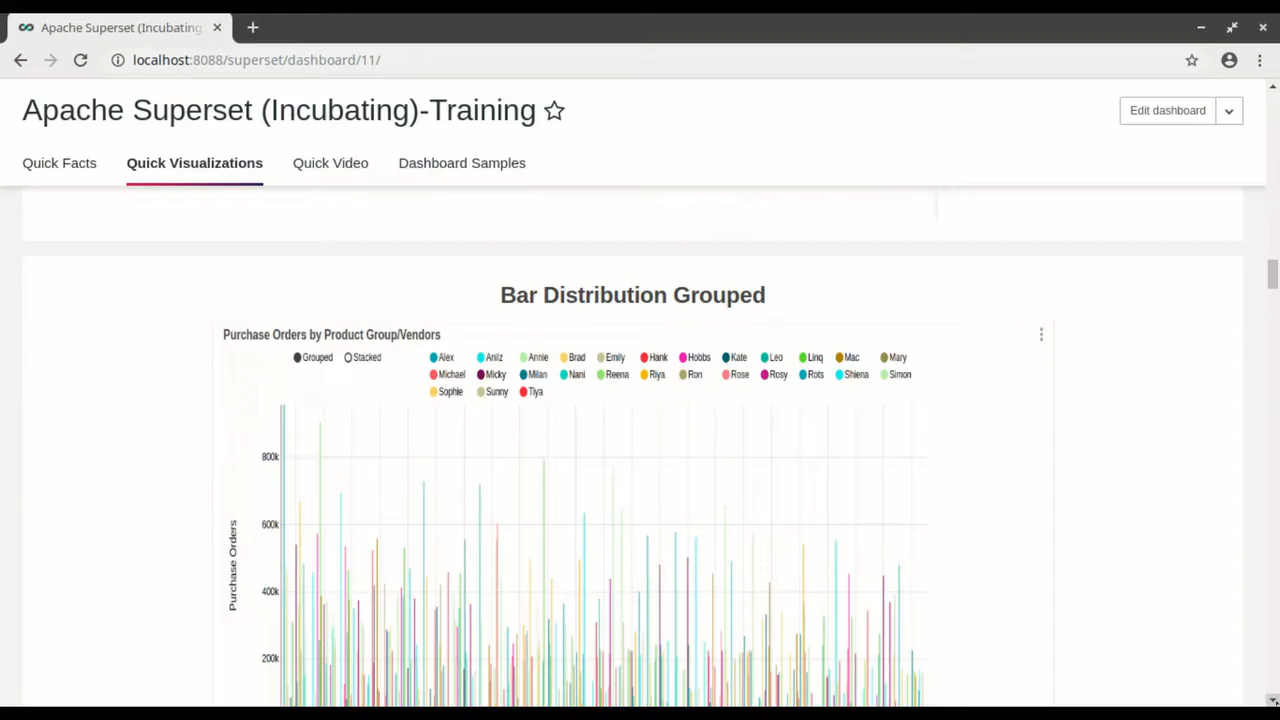 Apache Superset (Incubating
localhost:8088/superset/dashboard/11/
Apache Superset (Incubating)-Training
Edit dashboard
Quick Facts Quick Visualizations Quick Video Dashboard Samples
Bar Distribution Grouped
Purchase Orders by Product Group/Vendors
Grouped Stacked Alex Anilz Annie Brad Emily Hank Hobbs Kate Leo Linq Mac Mary
Michael Micky Milan Nani Reena Riya Ron Rose Rosy Rots Shiena Simon
Sophie Sunny Tiya
800k
600k
400k
200k
Purchase Orders